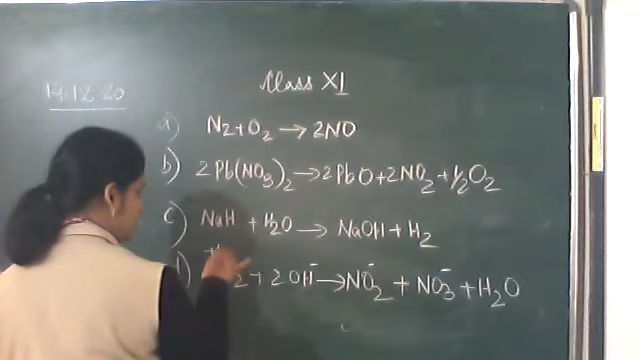 Class XI
14.12.20
a) N2+O2 → 2NO
b) 2Pb(NO3)2 → 2PbO+2NO2+½O2
c) NaH + H2O → NaOH + H2
d) 2 + 2OH⁻ → NO2⁻ + NO3⁻ + H2O